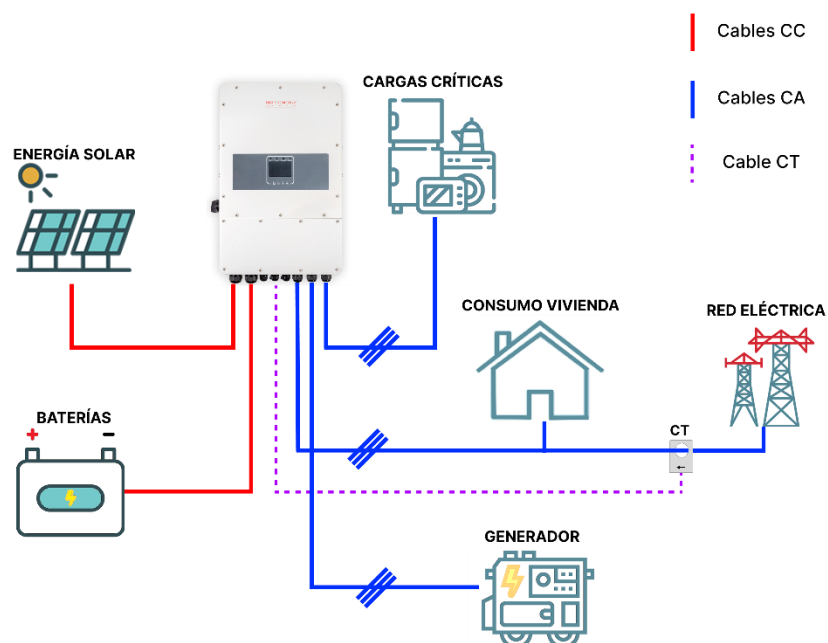 Cables CC
CARGAS CRÍTICAS
Cables CA
ENERGÍA SOLAR
Cable CT
CONSUMO VIVIENDA
RED ELÉCTRICA
BATERÍAS
+ -
CT
←
GENERADOR